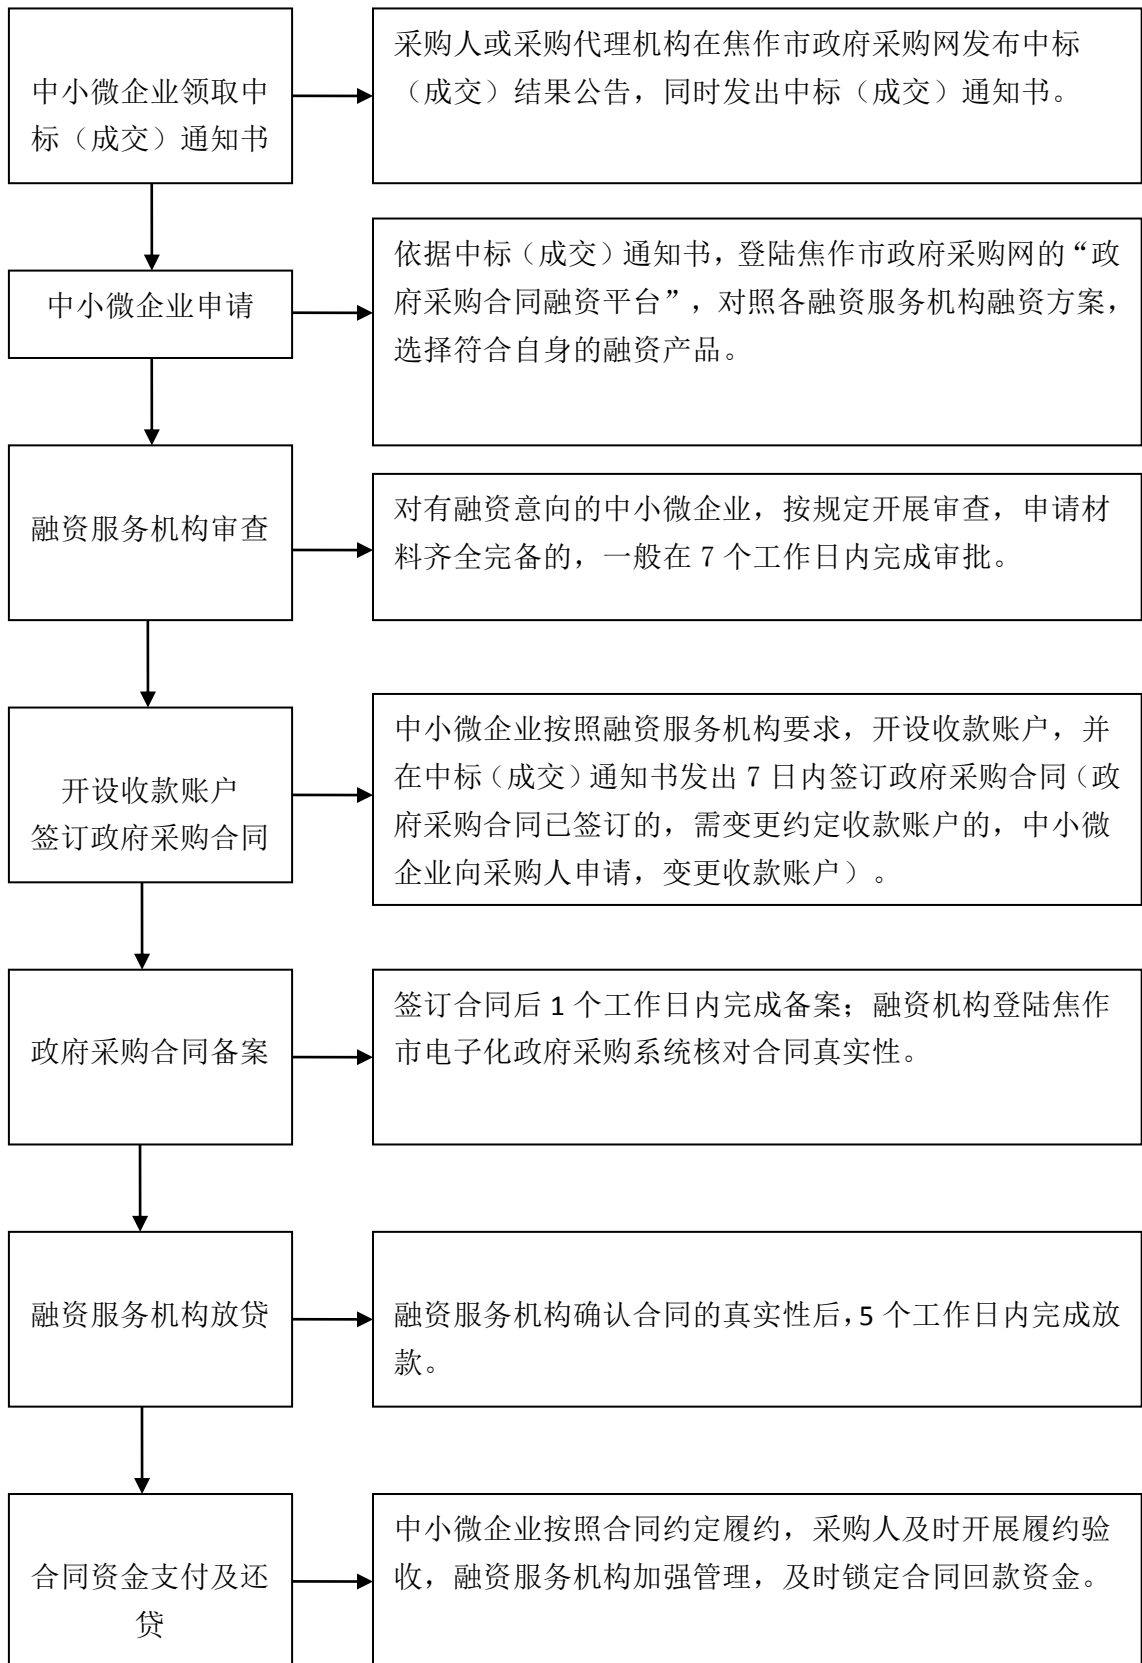 中小微企业领取中
标（成交）通知书
采购人或采购代理机构在焦作市政府采购网发布中标
（成交）结果公告，同时发出中标（成交）通知书。
中小微企业申请
依据中标（成交）通知书，登陆焦作市政府采购网的“政
府采购合同融资平台”，对照各融资服务机构融资方案，
选择符合自身的融资产品。
融资服务机构审查
对有融资意向的中小微企业，按规定开展审查，申请材
料齐全完备的，一般在 7 个工作日内完成审批。
开设收款账户
签订政府采购合同
中小微企业按照融资服务机构要求，开设收款账户，并
在中标（成交）通知书发出 7 日内签订政府采购合同（政
府采购合同已签订的，需变更约定收款账户的，中小微
企业向采购人申请，变更收款账户）。
政府采购合同备案
签订合同后 1 个工作日内完成备案；融资机构登陆焦作
市电子化政府采购系统核对合同真实性。
融资服务机构放贷
融资服务机构确认合同的真实性后，5 个工作日内完成放
款。
合同资金支付及还
贷
中小微企业按照合同约定履约，采购人及时开展履约验
收，融资服务机构加强管理，及时锁定合同回款资金。